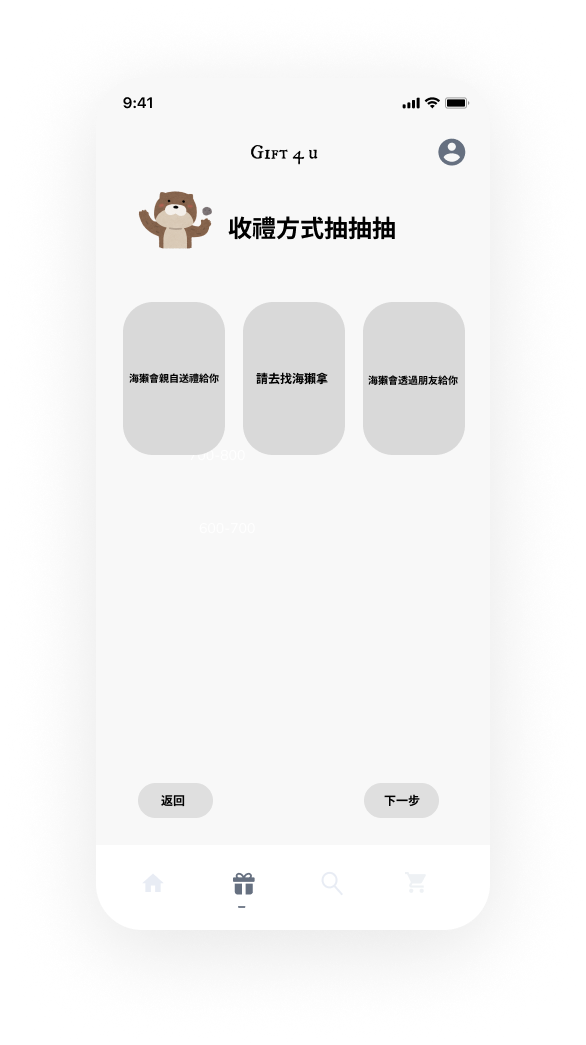 9:41
Gift 4 u
收禮方式抽抽抽
海獺會親自送禮給你
請去找海獺拿
海獺會透過朋友給你
600-700
返回
下一步